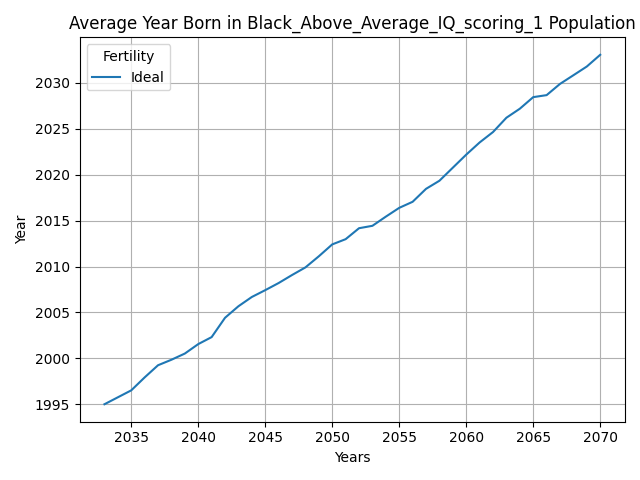 Average Year Born in Black_Above_Average_IQ_scoring_1 Population
Fertility
Ideal
Year
2030
2025
2020
2015
2010
2005
2000
1995
2035 2040 2045 2050 2055 2060 2065 2070
Years